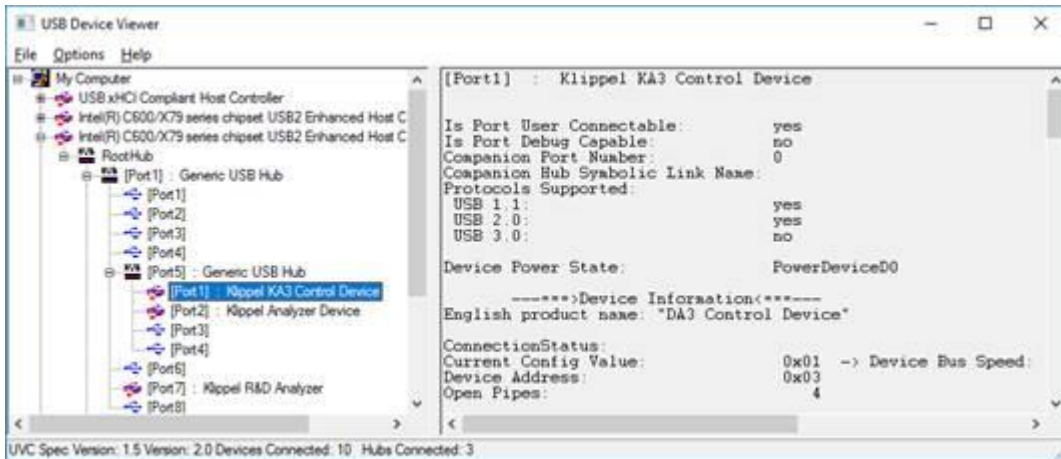 USB Device Viewer
File Options Help
My Computer
USB xHCI Compliant Host Controller
Intel(R) C600/X79 series chipset USB2 Enhanced Host C
Intel(R) C600/X79 series chipset USB2 Enhanced Host C
RootHub
[Port1] : Generic USB Hub
[Port1]
[Port2]
[Port3]
[Port4]
[Port5] : Generic USB Hub
[Port1] : Klippel KA3 Control Device
[Port2] : Klippel Analyzer Device
[Port3]
[Port4]
[Port6]
[Port7] : Klippel R&D Analyzer
[Port8]
[Port1] : Klippel KA3 Control Device
Is Port User Connectable: yes
Is Port Debug Capable: no
Companion Port Number: 0
Companion Hub Symbolic Link Name:
Protocols Supported:
USB 1.1: yes
USB 2.0: yes
USB 3.0: no
Device Power State: PowerDeviceD0
---===>Device Information<===---
English product name: "DA3 Control Device"
ConnectionStatus:
Current Config Value: 0x01 -> Device Bus Speed:
Device Address: 0x03
Open Pipes: 4
UVC Spec Version: 1.5 Version: 2.0 Devices Connected: 10 Hubs Connected: 3